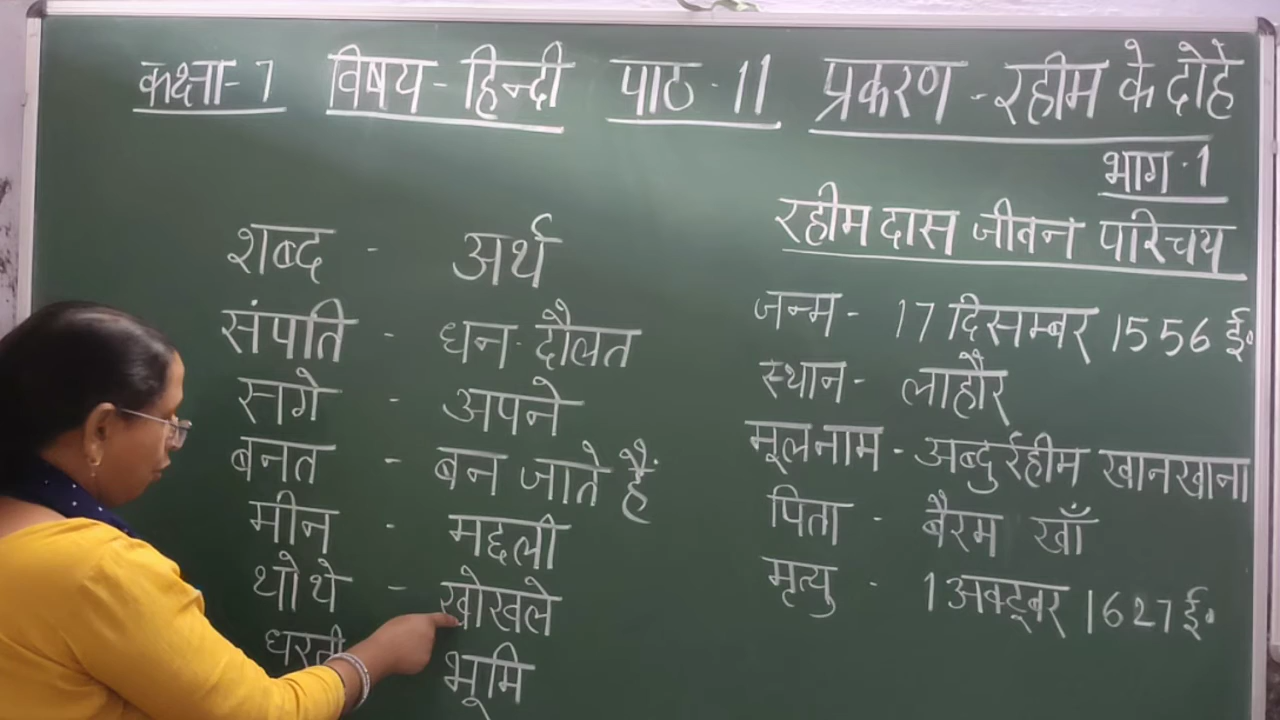 कक्षा-7 विषय-हिन्दी पाठ-11 प्रकरण-रहीम के दोहे
भाग-1
शब्द - अर्थ
संपति - धन-दौलत
सगे - अपने
बनत - बन जाते हैं
मीन - मछली
थोथे - खोखले
धरती भूमि
रहीम दास जीवन परिचय
जन्म - 17 दिसम्बर 1556 ई॰
स्थान - लाहौर
मूलनाम - अब्दुर्रहीम खानखाना
पिता - बैरम खाँ
मृत्यु - 1 अक्टूबर 1627 ई॰